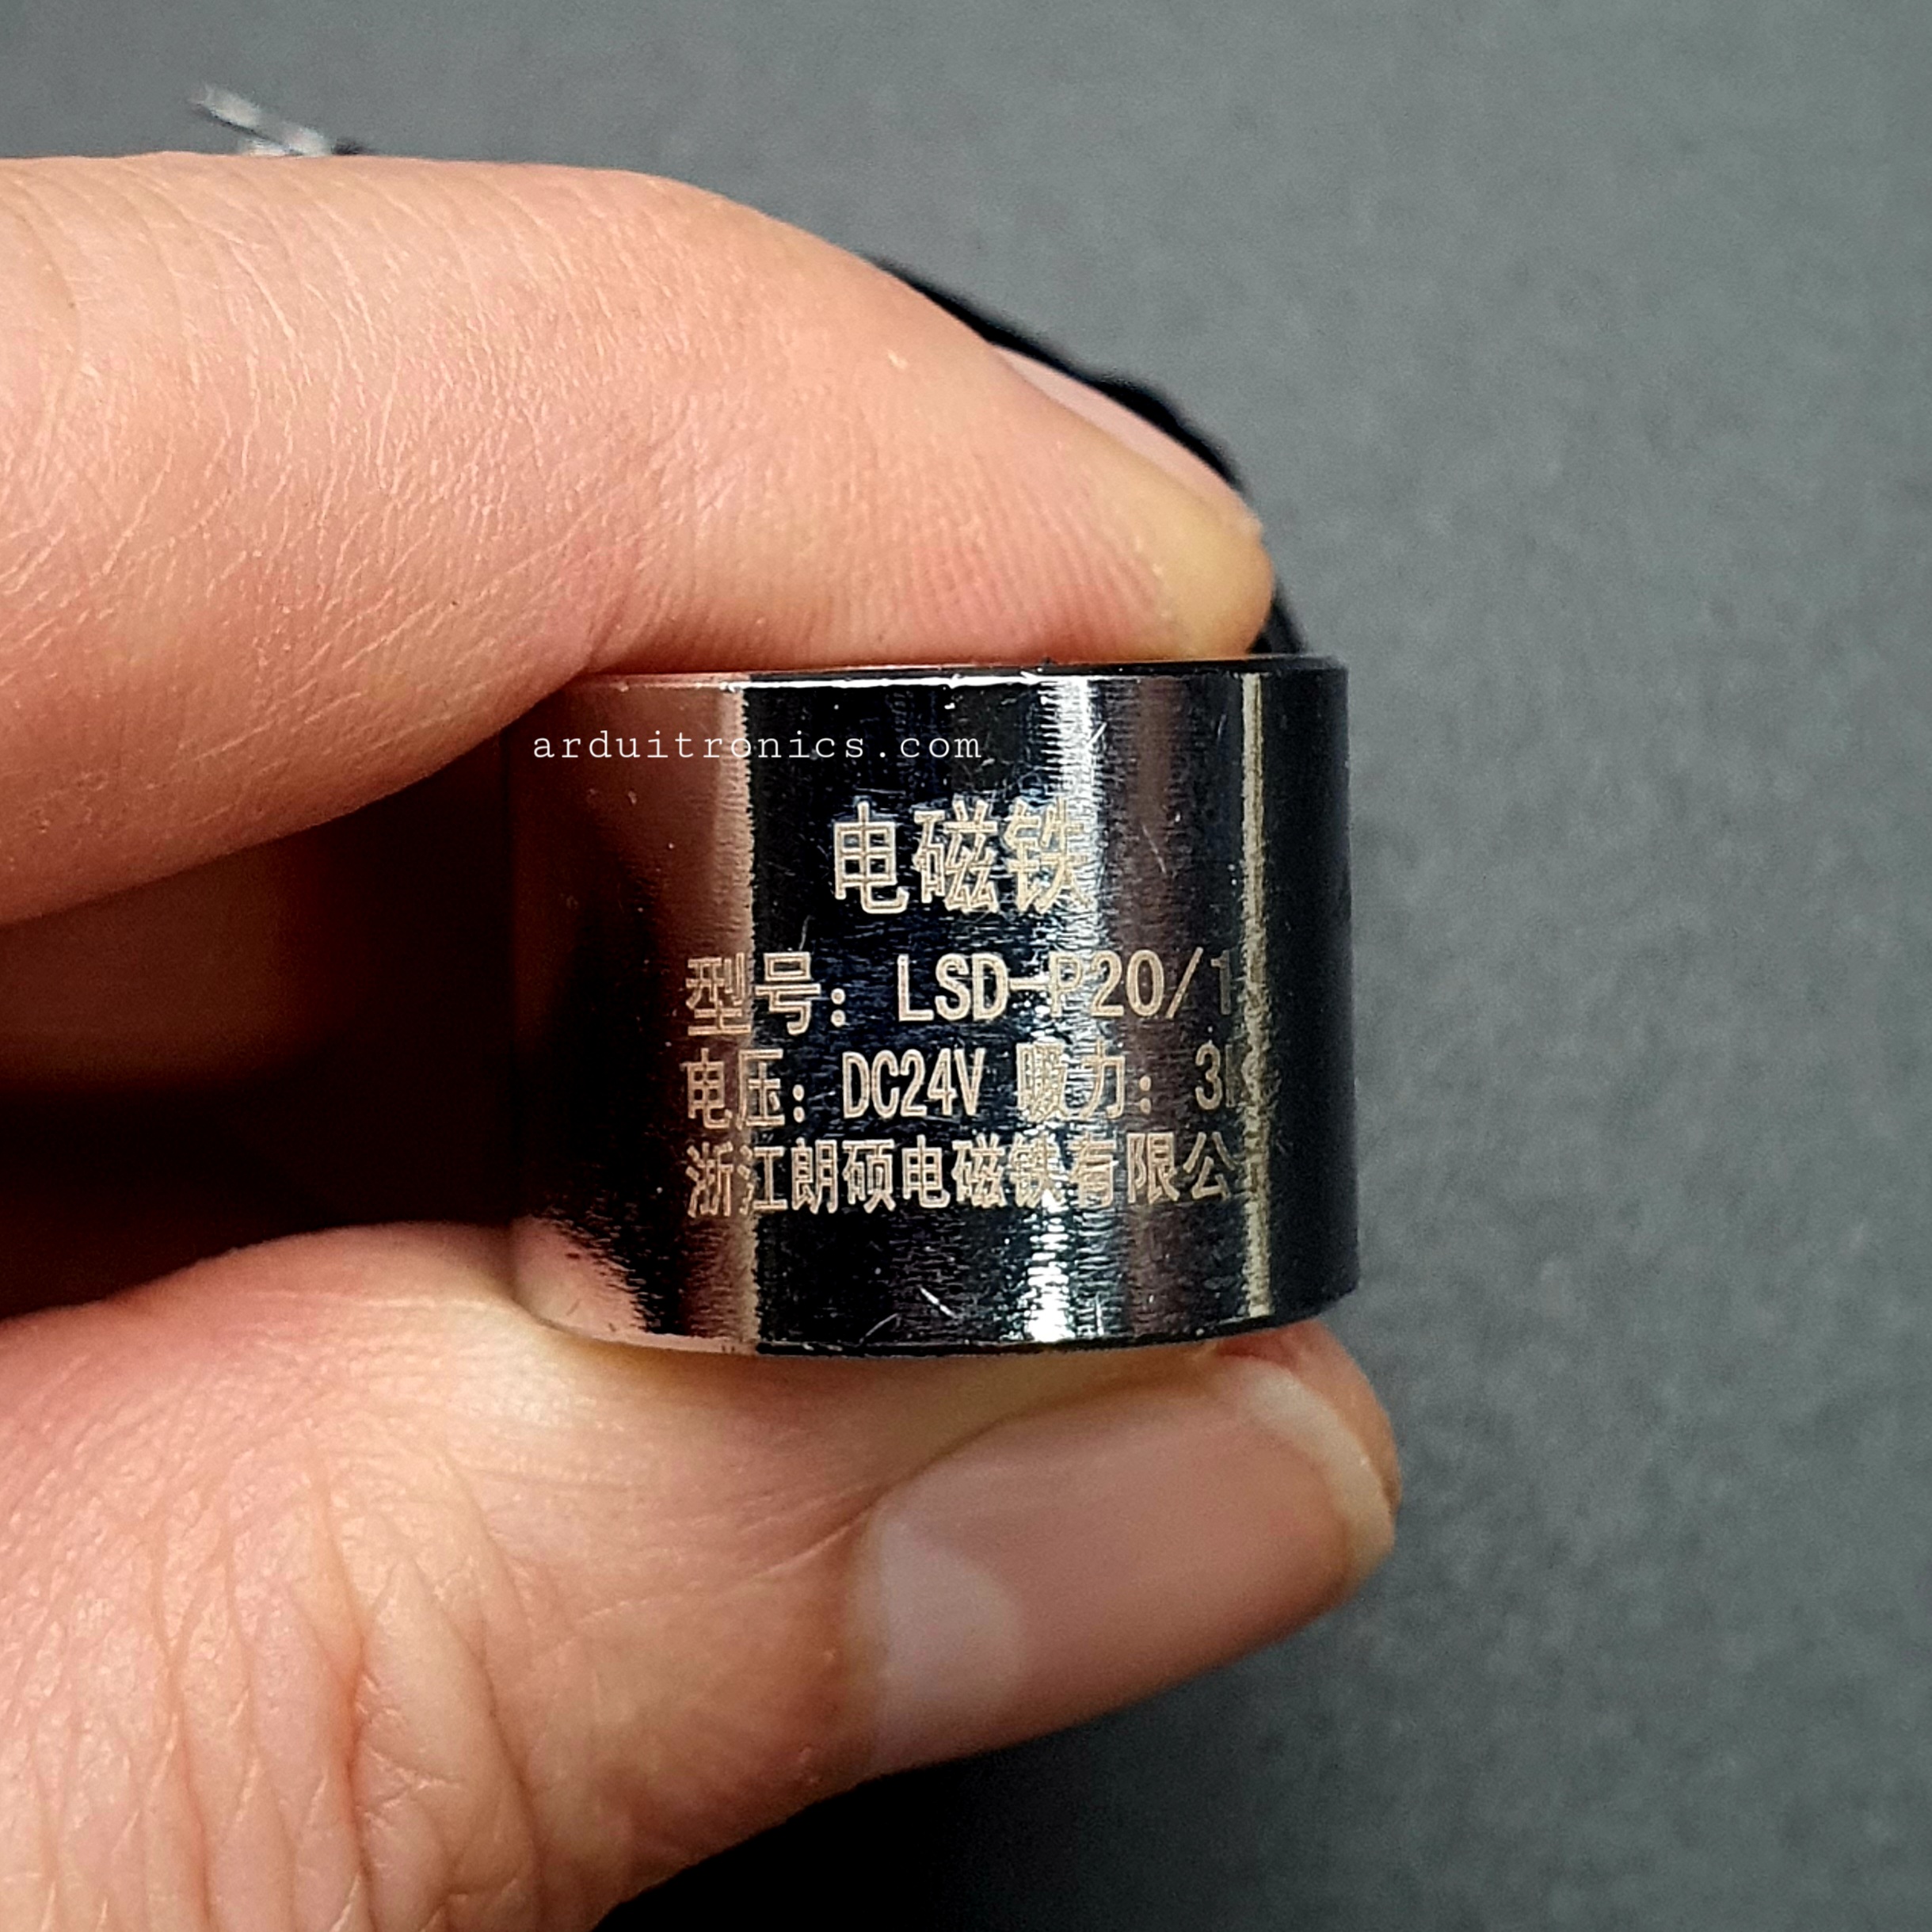 arduitronics.com
电磁铁
型号: LSD-P20/1
电压: DC24V 吸力: 3
浙江朗硕电磁铁有限公